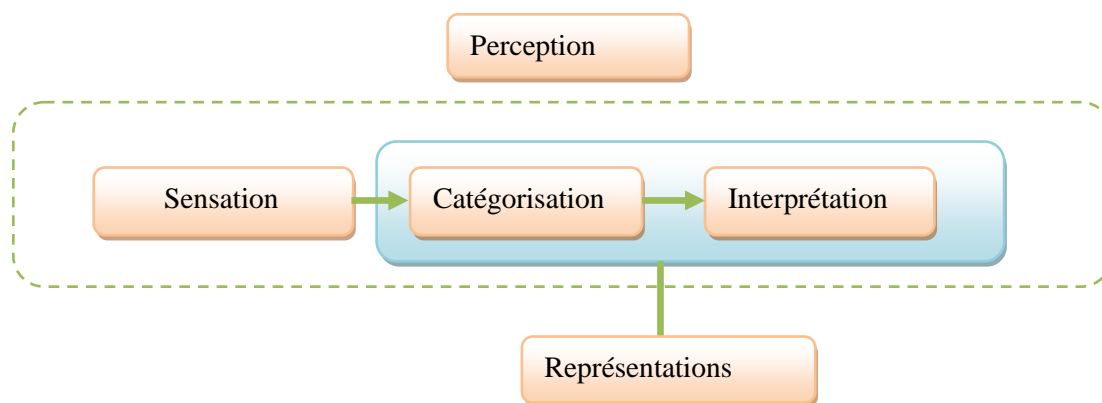 Perception
Sensation
Catégorisation
Interprétation
Représentations